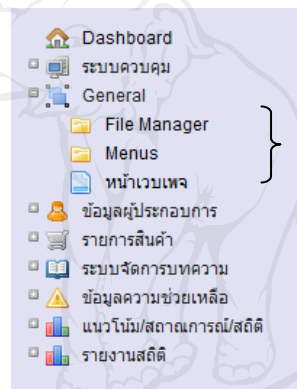 Dashboard
ระบบควบคุม
General
File Manager
Menus
หน้าเวบเพจ
ข้อมูลผู้ประกอบการ
รายการสินค้า
ระบบจัดการบทความ
ข้อมูลความช่วยเหลือ
แนวโน้ม/สถาณการณ์/สถิติ
รายงานสถิติ